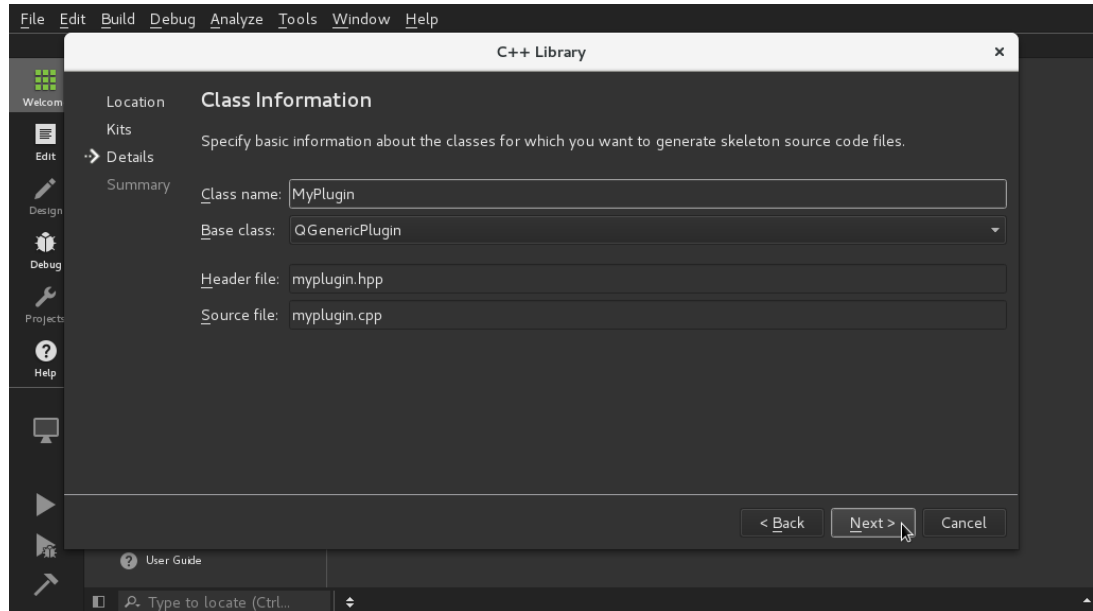 File Edit Build Debug Analyze Tools Window Help
C++ Library
Welcom
Edit
Design
Debug
Projects
Help
Location
Kits
Details
Summary
Class Information
Specify basic information about the classes for which you want to generate skeleton source code files.
Class name: MyPlugin
Base class: QGenericPlugin
Header file: myplugin.hpp
Source file: myplugin.cpp
< Back Next > Cancel
User Guide
Type to locate (Ctrl...